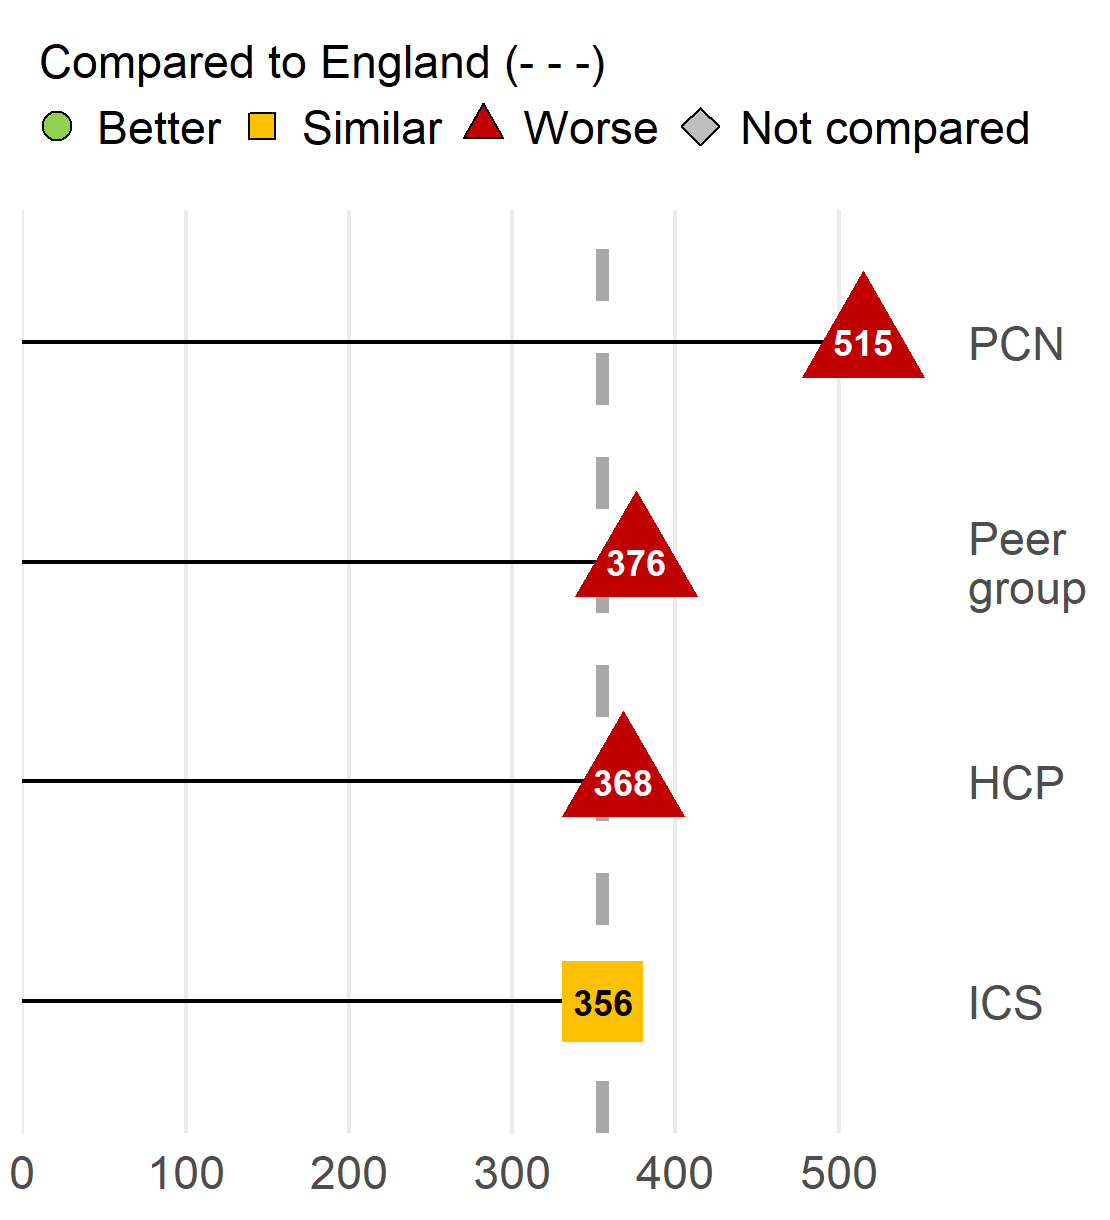 Compared to England (- - -)
Better Similar Worse Not compared
515 PCN
376 Peer
group
368 HCP
356 ICS
0 100 200 300 400 500